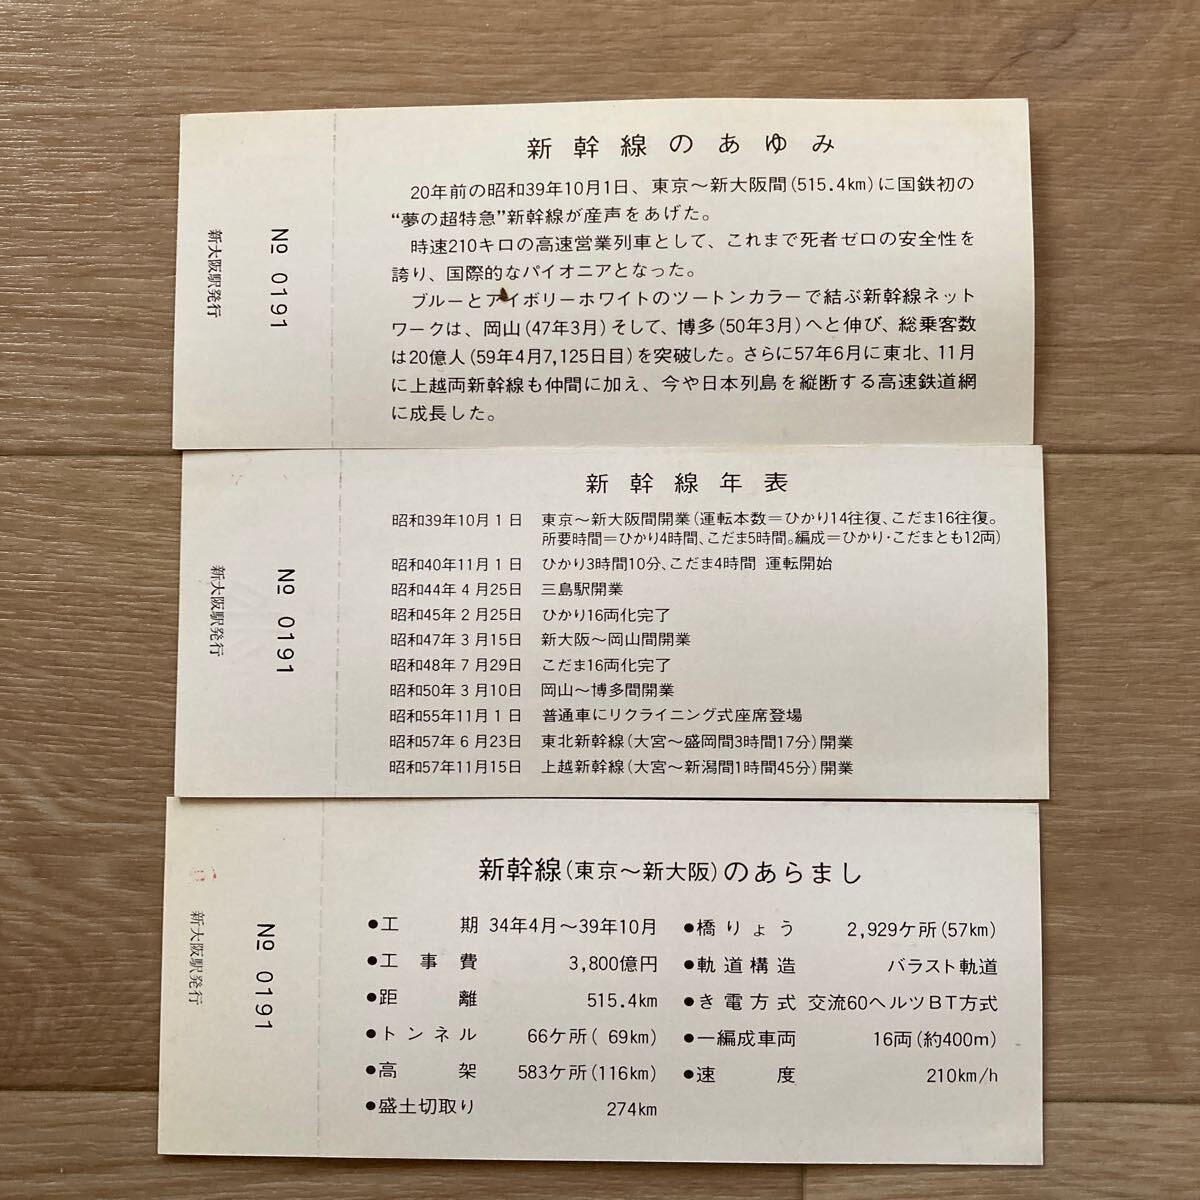 新幹線のあゆみ
20年前の昭和39年10月1日、東京〜新大阪間(515.4km)に国鉄初の
“夢の超特急”新幹線が産声をあげた。
時速210キロの高速営業列車として、これまで死者ゼロの安全性を
誇り、国際的なパイオニアとなった。
ブルーとアイボリーホワイトのツートンカラーで結ぶ新幹線ネット
ワークは、岡山(47年3月)そして、博多(50年3月)へと伸び、総乗客数
は20億人(59年4月7,125日目)を突破した。さらに57年6月に東北、11月
に上越両新幹線も仲間に加え、今や日本列島を縦断する高速鉄道網
に成長した。
№ 0191
新大阪駅発行
新幹線年表
昭和39年10月1日 東京〜新大阪間開業(運転本数=ひかり14往復、こだま16往復。
所要時間=ひかり4時間、こだま5時間。編成=ひかり・こだまとも12両)
昭和40年11月1日 ひかり3時間10分、こだま4時間 運転開始
昭和44年4月25日 三島駅開業
昭和45年2月25日 ひかり16両化完了
昭和47年3月15日 新大阪〜岡山間開業
昭和48年7月29日 こだま16両化完了
昭和50年3月10日 岡山〜博多間開業
昭和55年11月1日 普通車にリクライニング式座席登場
昭和57年6月23日 東北新幹線(大宮〜盛岡間3時間17分)開業
昭和57年11月15日 上越新幹線(大宮〜新潟間1時間45分)開業
№ 0191
新大阪駅発行
新幹線(東京〜新大阪)のあらまし
●工期 34年4月〜39年10月
●工事費 3,800億円
●距離 515.4km
●トンネル 66ケ所( 69km)
●高架 583ケ所(116km)
●盛土切取り 274km
●橋りょう 2,929ケ所(57km)
●軌道構造 バラスト軌道
●き電方式 交流60ヘルツBT方式
●一編成車両 16両(約400m)
●速度 210km/h
№ 0191
新大阪駅発行